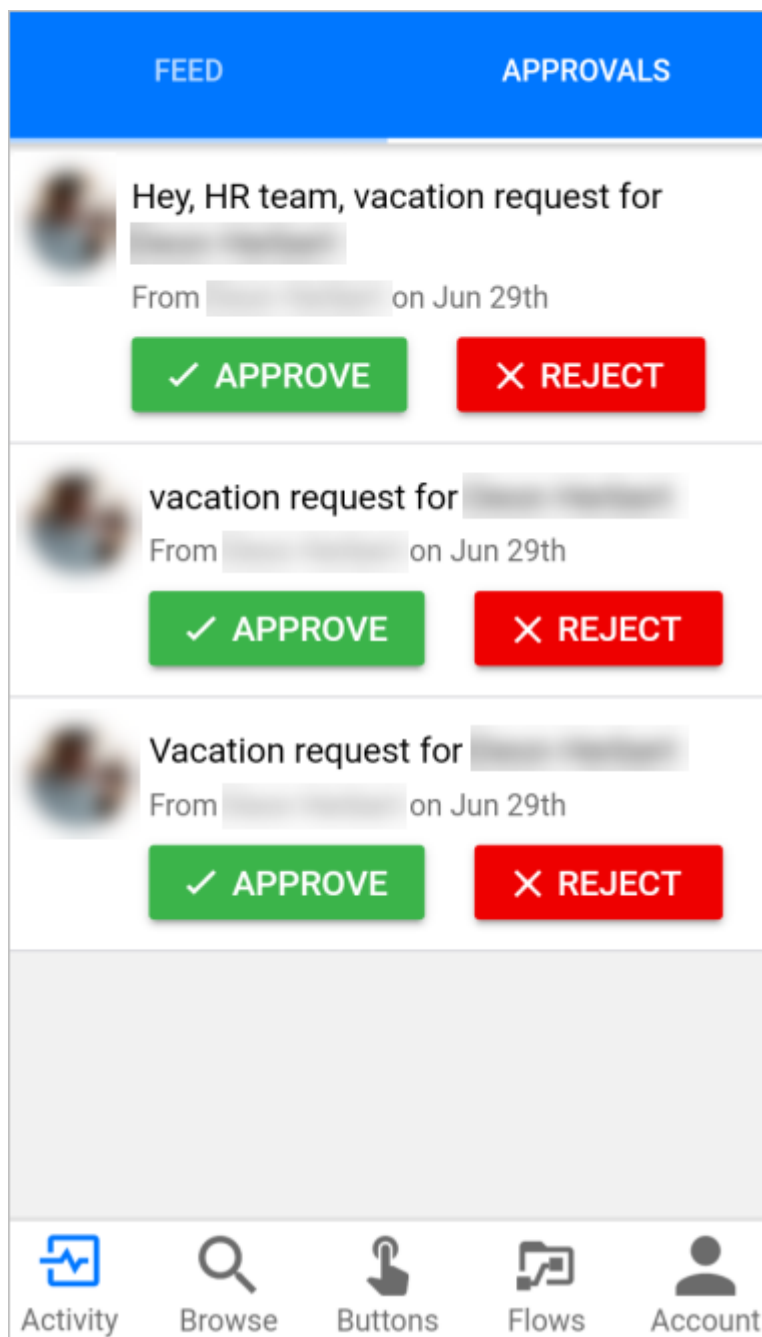 FEED APPROVALS
Hey, HR team, vacation request for
From on Jun 29th
APPROVE REJECT
vacation request for
From on Jun 29th
APPROVE REJECT
Vacation request for
From on Jun 29th
APPROVE REJECT
Activity Browse Buttons Flows Account